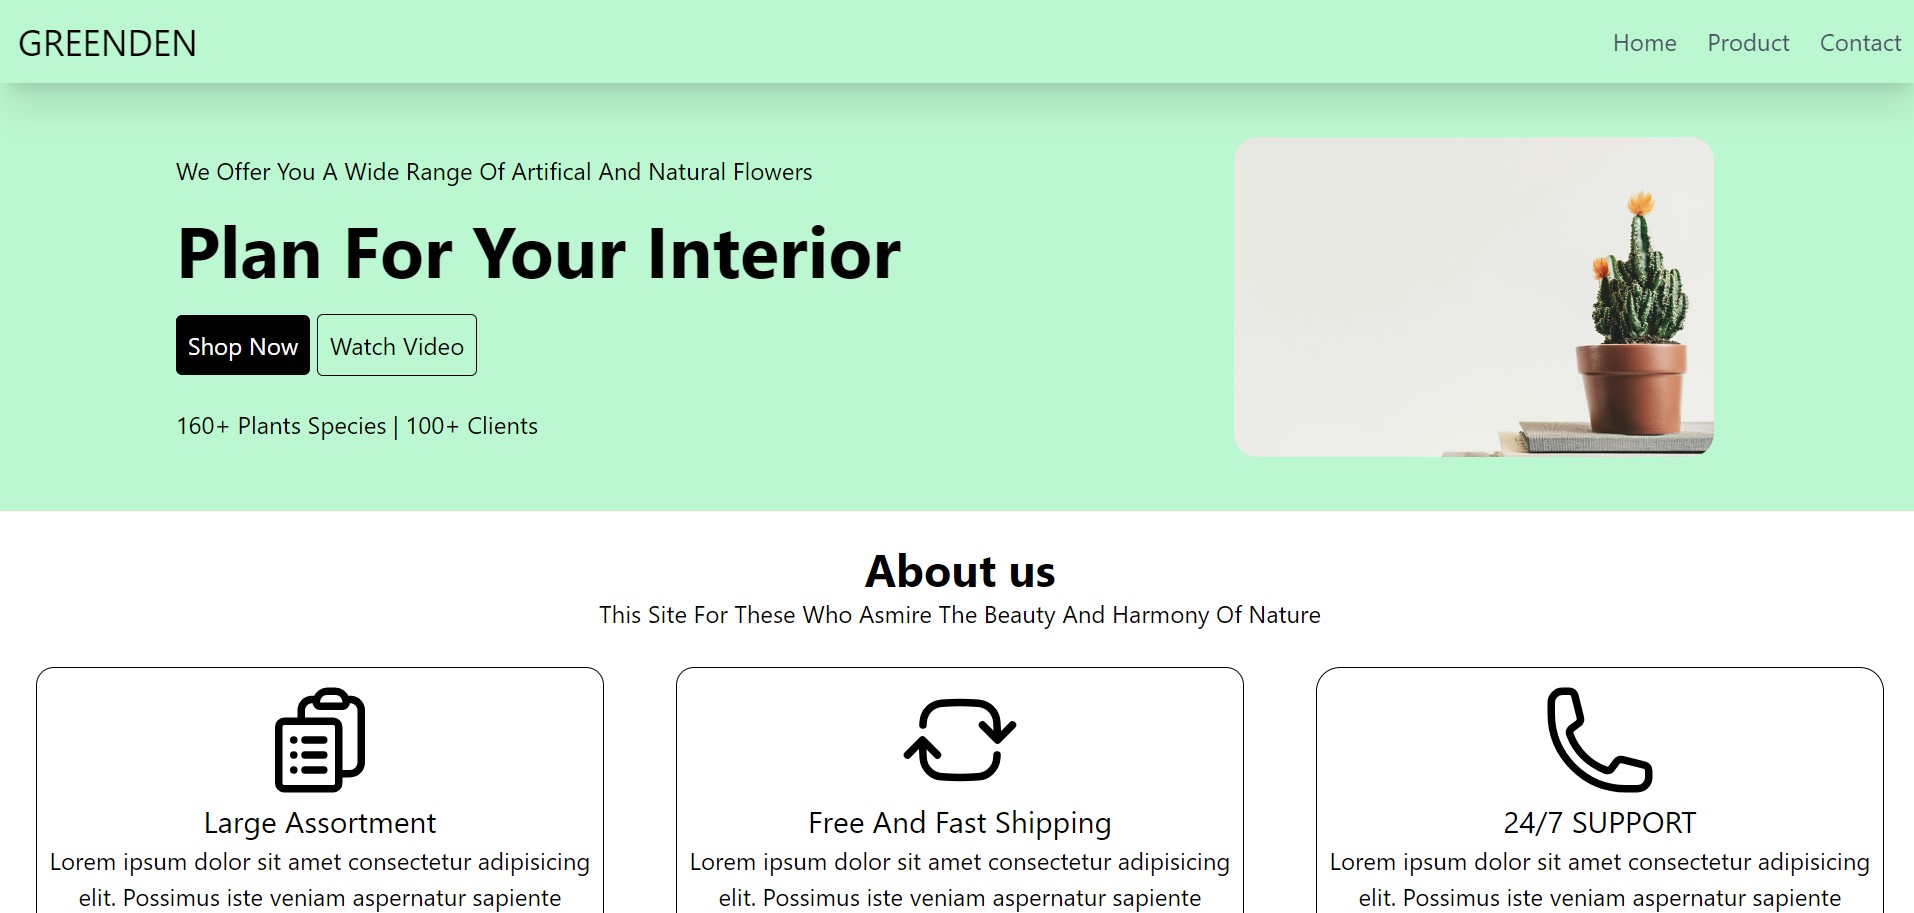 GREENDEN
Home Product Contact
We Offer You A Wide Range Of Artifical And Natural Flowers
Plan For Your Interior
Shop Now Watch Video
160+ Plants Species | 100+ Clients
About us
This Site For These Who Asmire The Beauty And Harmony Of Nature
Large Assortment
Lorem ipsum dolor sit amet consectetur adipisicing
elit. Possimus iste veniam aspernatur sapiente
Free And Fast Shipping
Lorem ipsum dolor sit amet consectetur adipisicing
elit. Possimus iste veniam aspernatur sapiente
24/7 SUPPORT
Lorem ipsum dolor sit amet consectetur adipisicing
elit. Possimus iste veniam aspernatur sapiente